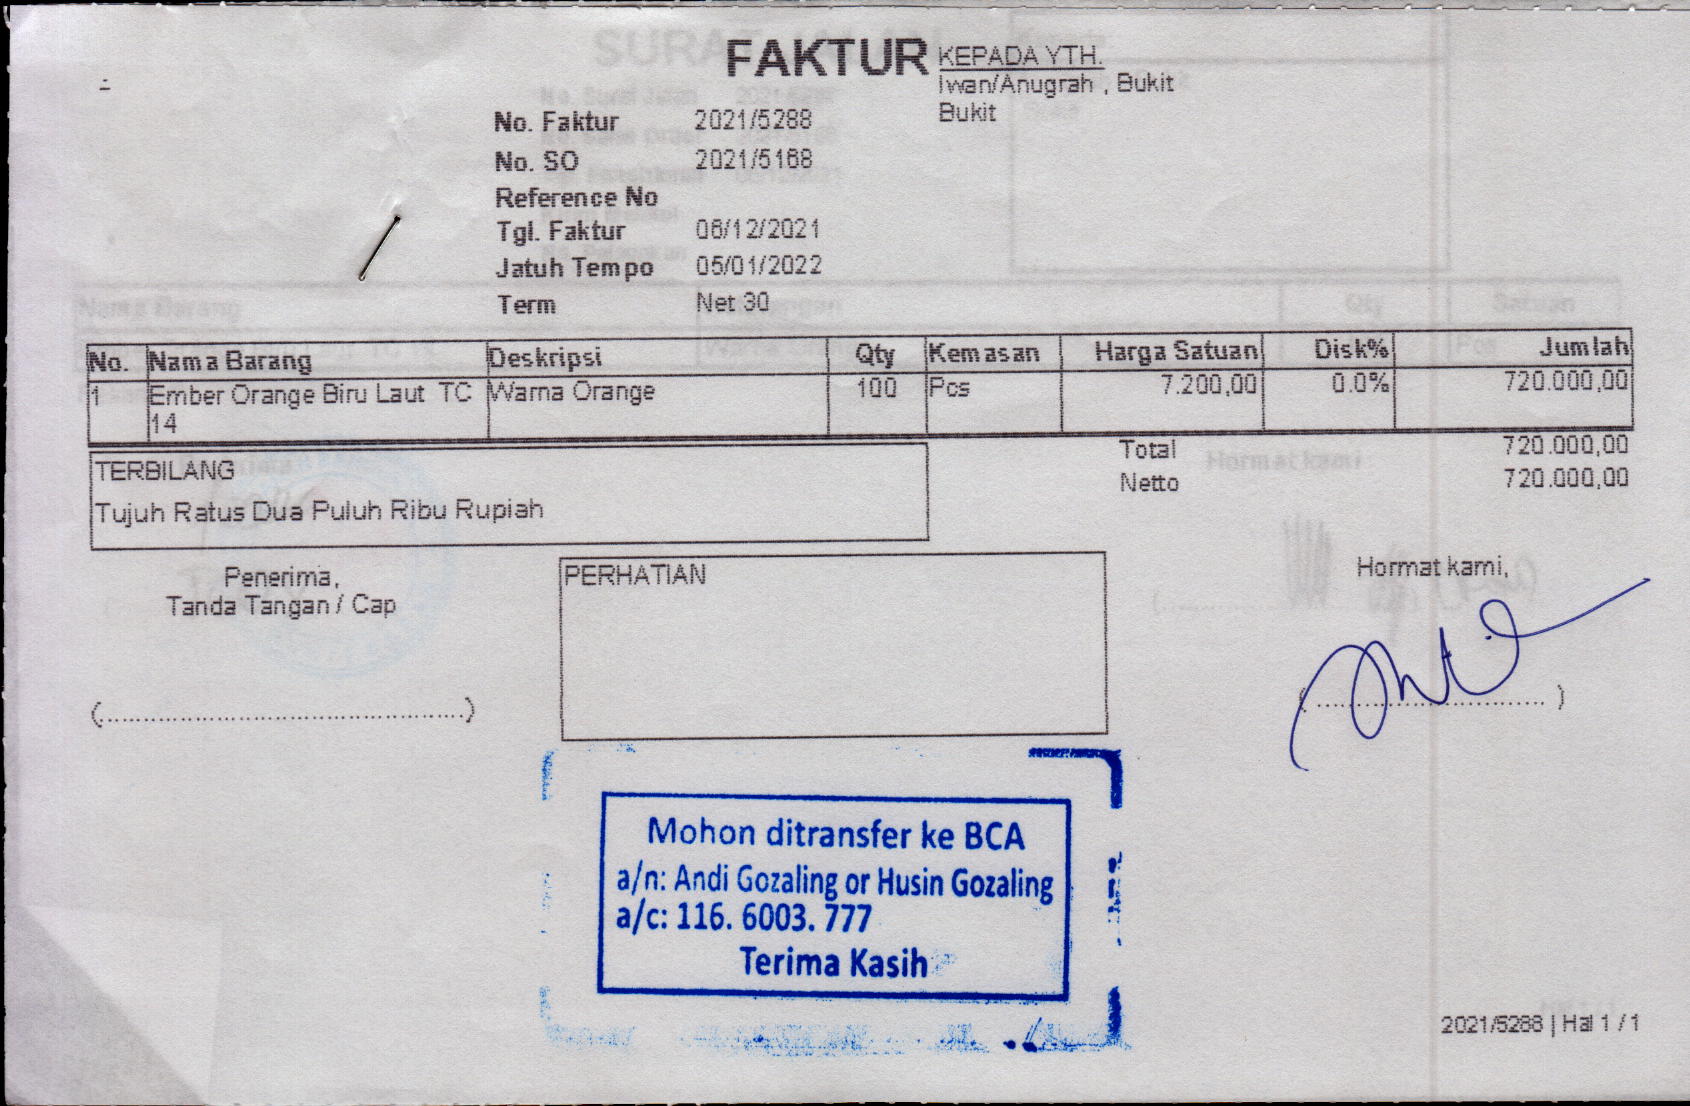 FAKTUR
KEPADA YTH.
Iwan/Anugrah , Bukit
Bukit
No. Faktur 2021/5288
No. SO 2021/5168
Reference No
Tgl. Faktur 06/12/2021
Jatuh Tempo 05/01/2022
Term Net 30
No. Nama Barang Deskripsi Qty Kemasan Harga Satuan Disk% Jumlah
1 Ember Orange Biru Laut TC Warna Orange 100 Pcs 7.200,00 0.0% 720.000,00
14
Total 720.000,00
Netto 720.000,00
TERBILANG
Tujuh Ratus Dua Puluh Ribu Rupiah
Penerima,
Tanda Tangan / Cap
(...............................................)
PERHATIAN
Hormat kami,
(..............................)
Mohon ditransfer ke BCA
a/n: Andi Gozaling or Husin Gozaling
a/c: 116. 6003. 777
Terima Kasih
2021/5288 | Hal 1 / 1